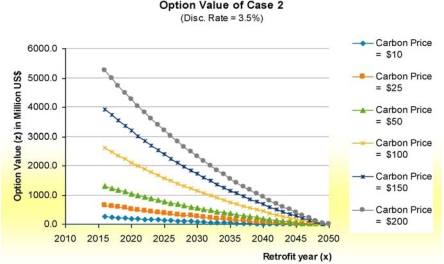 Option Value of Case 2
(Disc. Rate = 3.5%)
Option Value (z) in Million US$
6000.0
5000.0
4000.0
3000.0
2000.0
1000.0
0.0
2010 2015 2020 2025 2030 2035 2040 2045 2050
Retrofit year (x)
Carbon Price
= $10
Carbon Price
= $25
Carbon Price
= $50
Carbon Price
= $100
Carbon Price
= $150
Carbon Price
= $200